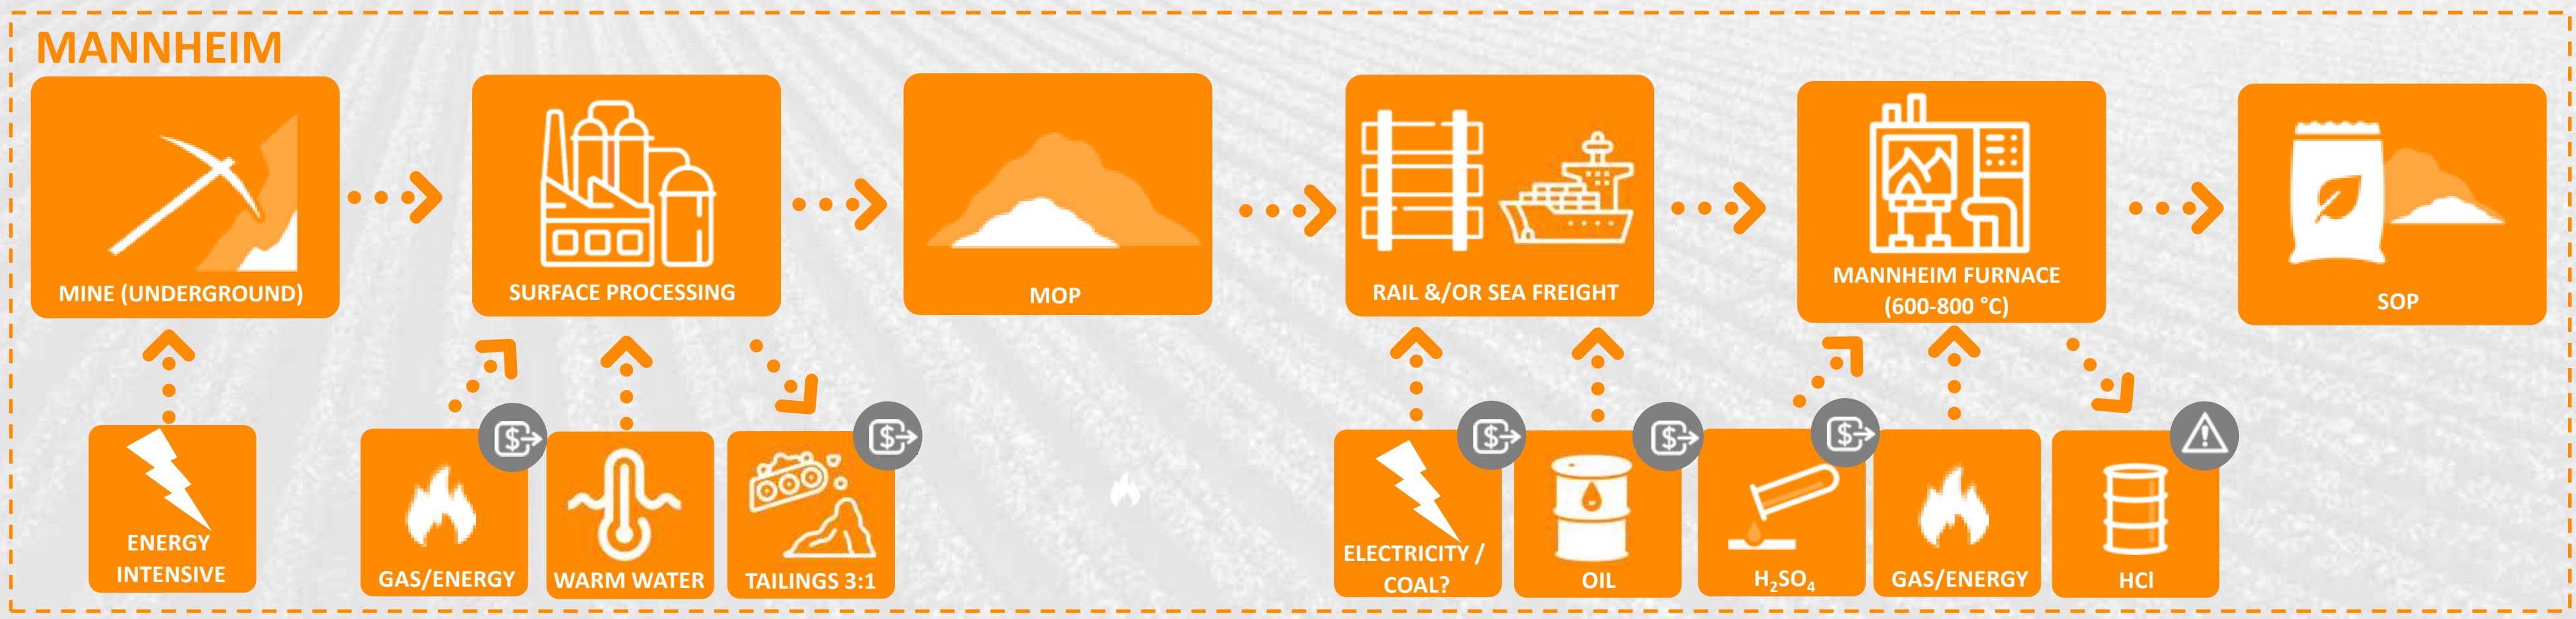 MANNHEIM
MINE (UNDERGROUND)
SURFACE PROCESSING
MOP
RAIL &/OR SEA FREIGHT
MANNHEIM FURNACE
(600-800 °C)
SOP
ENERGY
INTENSIVE
GAS/ENERGY
$
WARM WATER
TAILINGS 3:1
$
ELECTRICITY /
COAL?
$
OIL
$
H₂SO₄
$
GAS/ENERGY
HCl